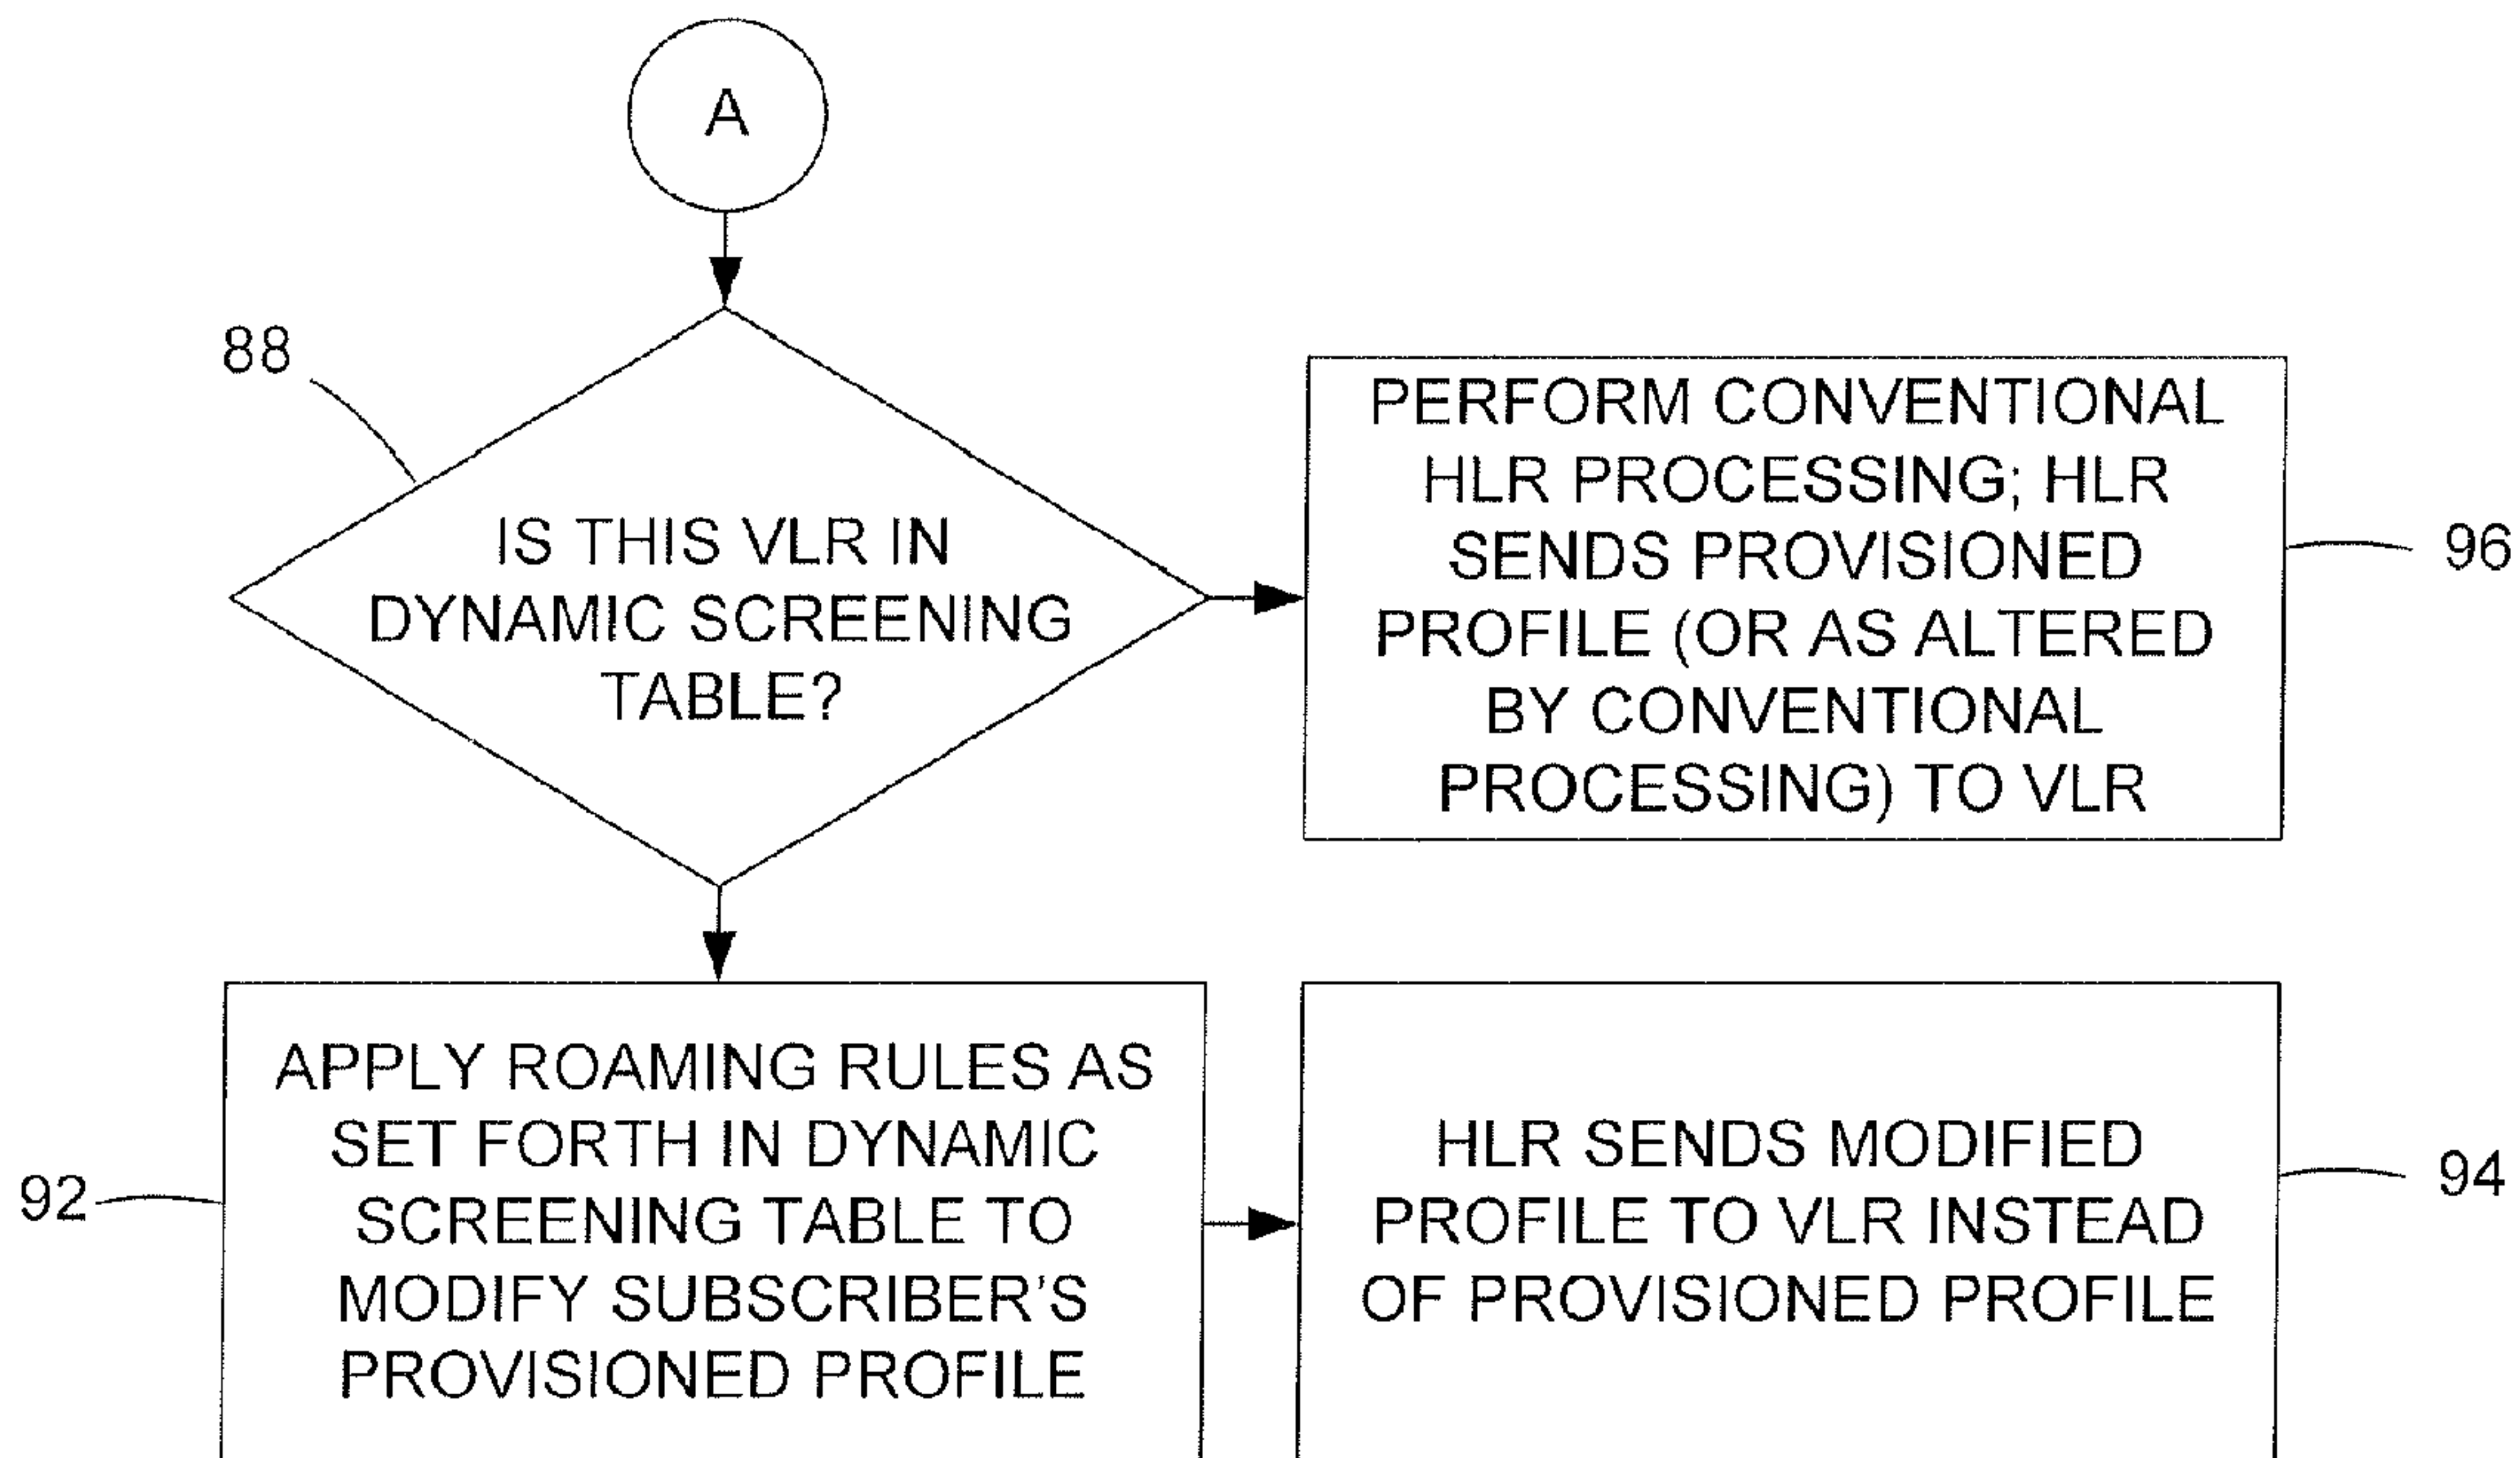 A
88
IS THIS VLR IN
DYNAMIC SCREENING
TABLE?
PERFORM CONVENTIONAL
HLR PROCESSING; HLR
SENDS PROVISIONED
PROFILE (OR AS ALTERED
BY CONVENTIONAL
PROCESSING) TO VLR
96
92
APPLY ROAMING RULES AS
SET FORTH IN DYNAMIC
SCREENING TABLE TO
MODIFY SUBSCRIBER'S
PROVISIONED PROFILE
HLR SENDS MODIFIED
PROFILE TO VLR INSTEAD
OF PROVISIONED PROFILE
94